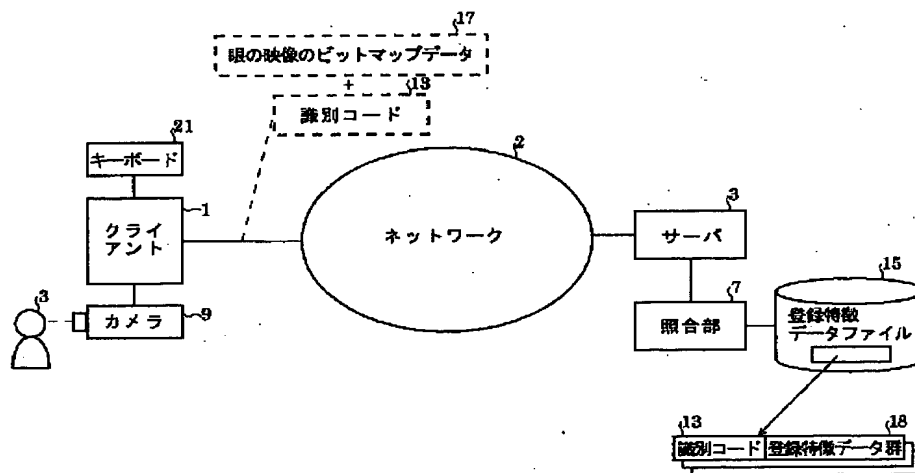 17
眼の映像のビットマップデータ
+
13
識別コード
21
キーボード
1
クライ
アント
2
ネットワーク
3
サーバ
3
カメラ
9
7
照合部
15
登録特徴
データファイル
13
18
識別コード
登録特徴データ群